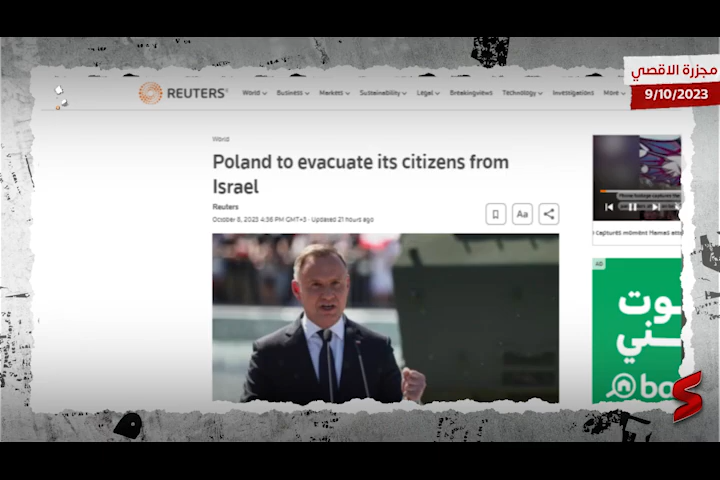 مجزرة الاقصي
9/10/2023
REUTERS
World Business Markets Sustainability Legal Breakingviews Technology Investigations More
World
Poland to evacuate its citizens from
Israel
Reuters
October 8, 2023 4:36 PM GMT+3 · Updated 21 hours ago
Aa
AD